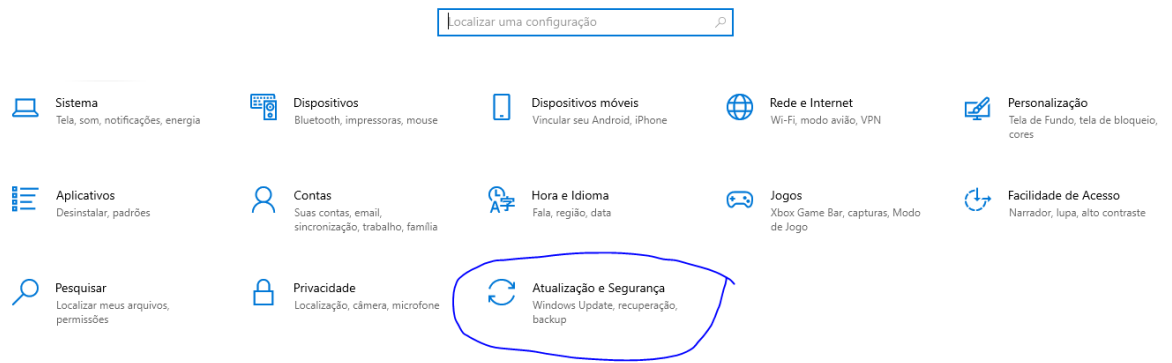 Localizar uma configuração
Sistema
Tela, som, notificações, energia
Dispositivos
Bluetooth, impressoras, mouse
Dispositivos móveis
Vincular seu Android, iPhone
Rede e Internet
Wi-Fi, modo avião, VPN
Personalização
Tela de Fundo, tela de bloqueio,
cores
Aplicativos
Desinstalar, padrões
Contas
Suas contas, email,
sincronização, trabalho, família
Hora e Idioma
Fala, região, data
Jogos
Xbox Game Bar, capturas, Modo
de Jogo
Facilidade de Acesso
Narrador, lupa, alto contraste
Pesquisar
Localizar meus arquivos,
permissões
Privacidade
Localização, câmera, microfone
Atualização e Segurança
Windows Update, recuperação,
backup